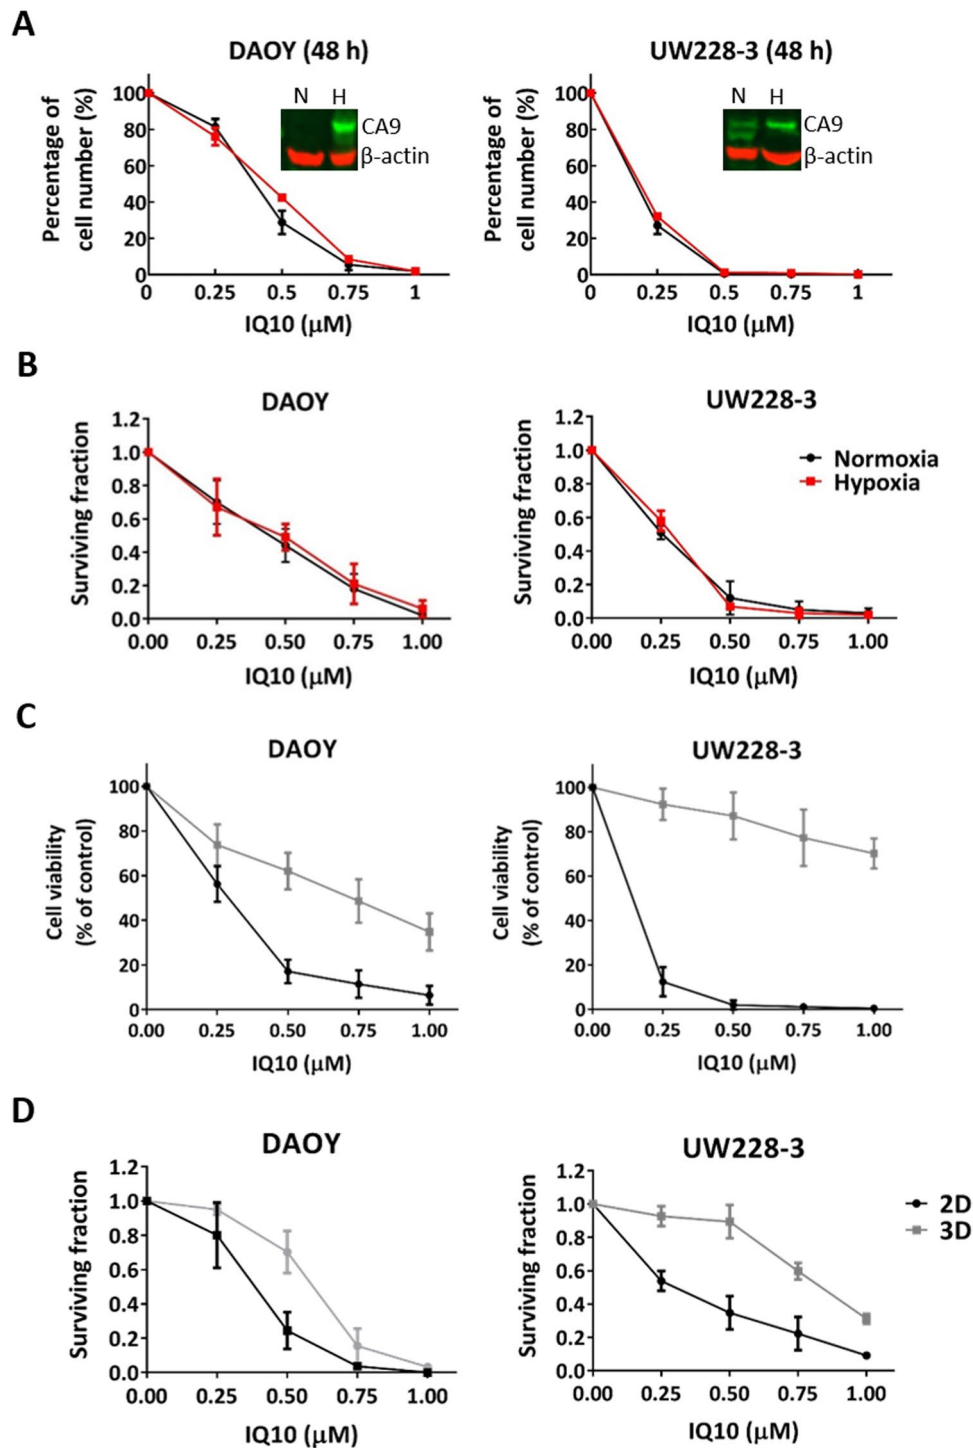 A
DAOY (48 h)
UW228-3 (48 h)
Percentage of
cell number (%)
100
80
60
40
20
0
N H
CA9
β-actin
0 0.25 0.5 0.75 1
IQ10 (μM)
Percentage of
cell number (%)
100
80
60
40
20
0
N H
CA9
β-actin
0 0.25 0.5 0.75 1
IQ10 (μM)
B
DAOY
UW228-3
Surviving fraction
1.2
1.0
0.8
0.6
0.4
0.2
0.0
0.00 0.25 0.50 0.75 1.00
IQ10 (μM)
Surviving fraction
1.2
1.0
0.8
0.6
0.4
0.2
0.0
Normoxia
Hypoxia
0.00 0.25 0.50 0.75 1.00
IQ10 (μM)
C
DAOY
UW228-3
Cell viability
(% of control)
100
80
60
40
20
0
0.00 0.25 0.50 0.75 1.00
IQ10 (μM)
Cell viability
(% of control)
100
80
60
40
20
0
0.00 0.25 0.50 0.75 1.00
IQ10 (μM)
D
DAOY
UW228-3
Surviving fraction
1.2
1.0
0.8
0.6
0.4
0.2
0.0
0.00 0.25 0.50 0.75 1.00
IQ10 (μM)
Surviving fraction
1.2
1.0
0.8
0.6
0.4
0.2
0.0
2D
3D
0.00 0.25 0.50 0.75 1.00
IQ10 (μM)